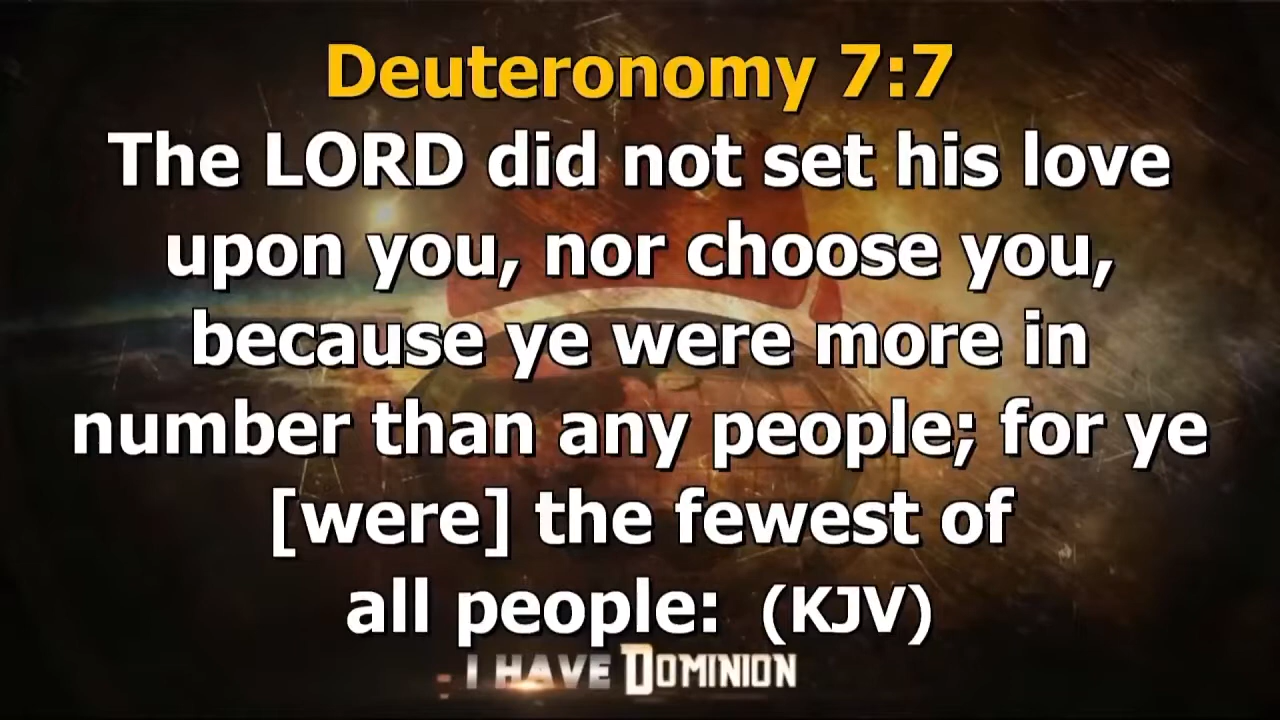 Deuteronomy 7:7
The LORD did not set his love
upon you, nor choose you,
because ye were more in
number than any people; for ye
[were] the fewest of
all people: (KJV)
I HAVE DOMINION